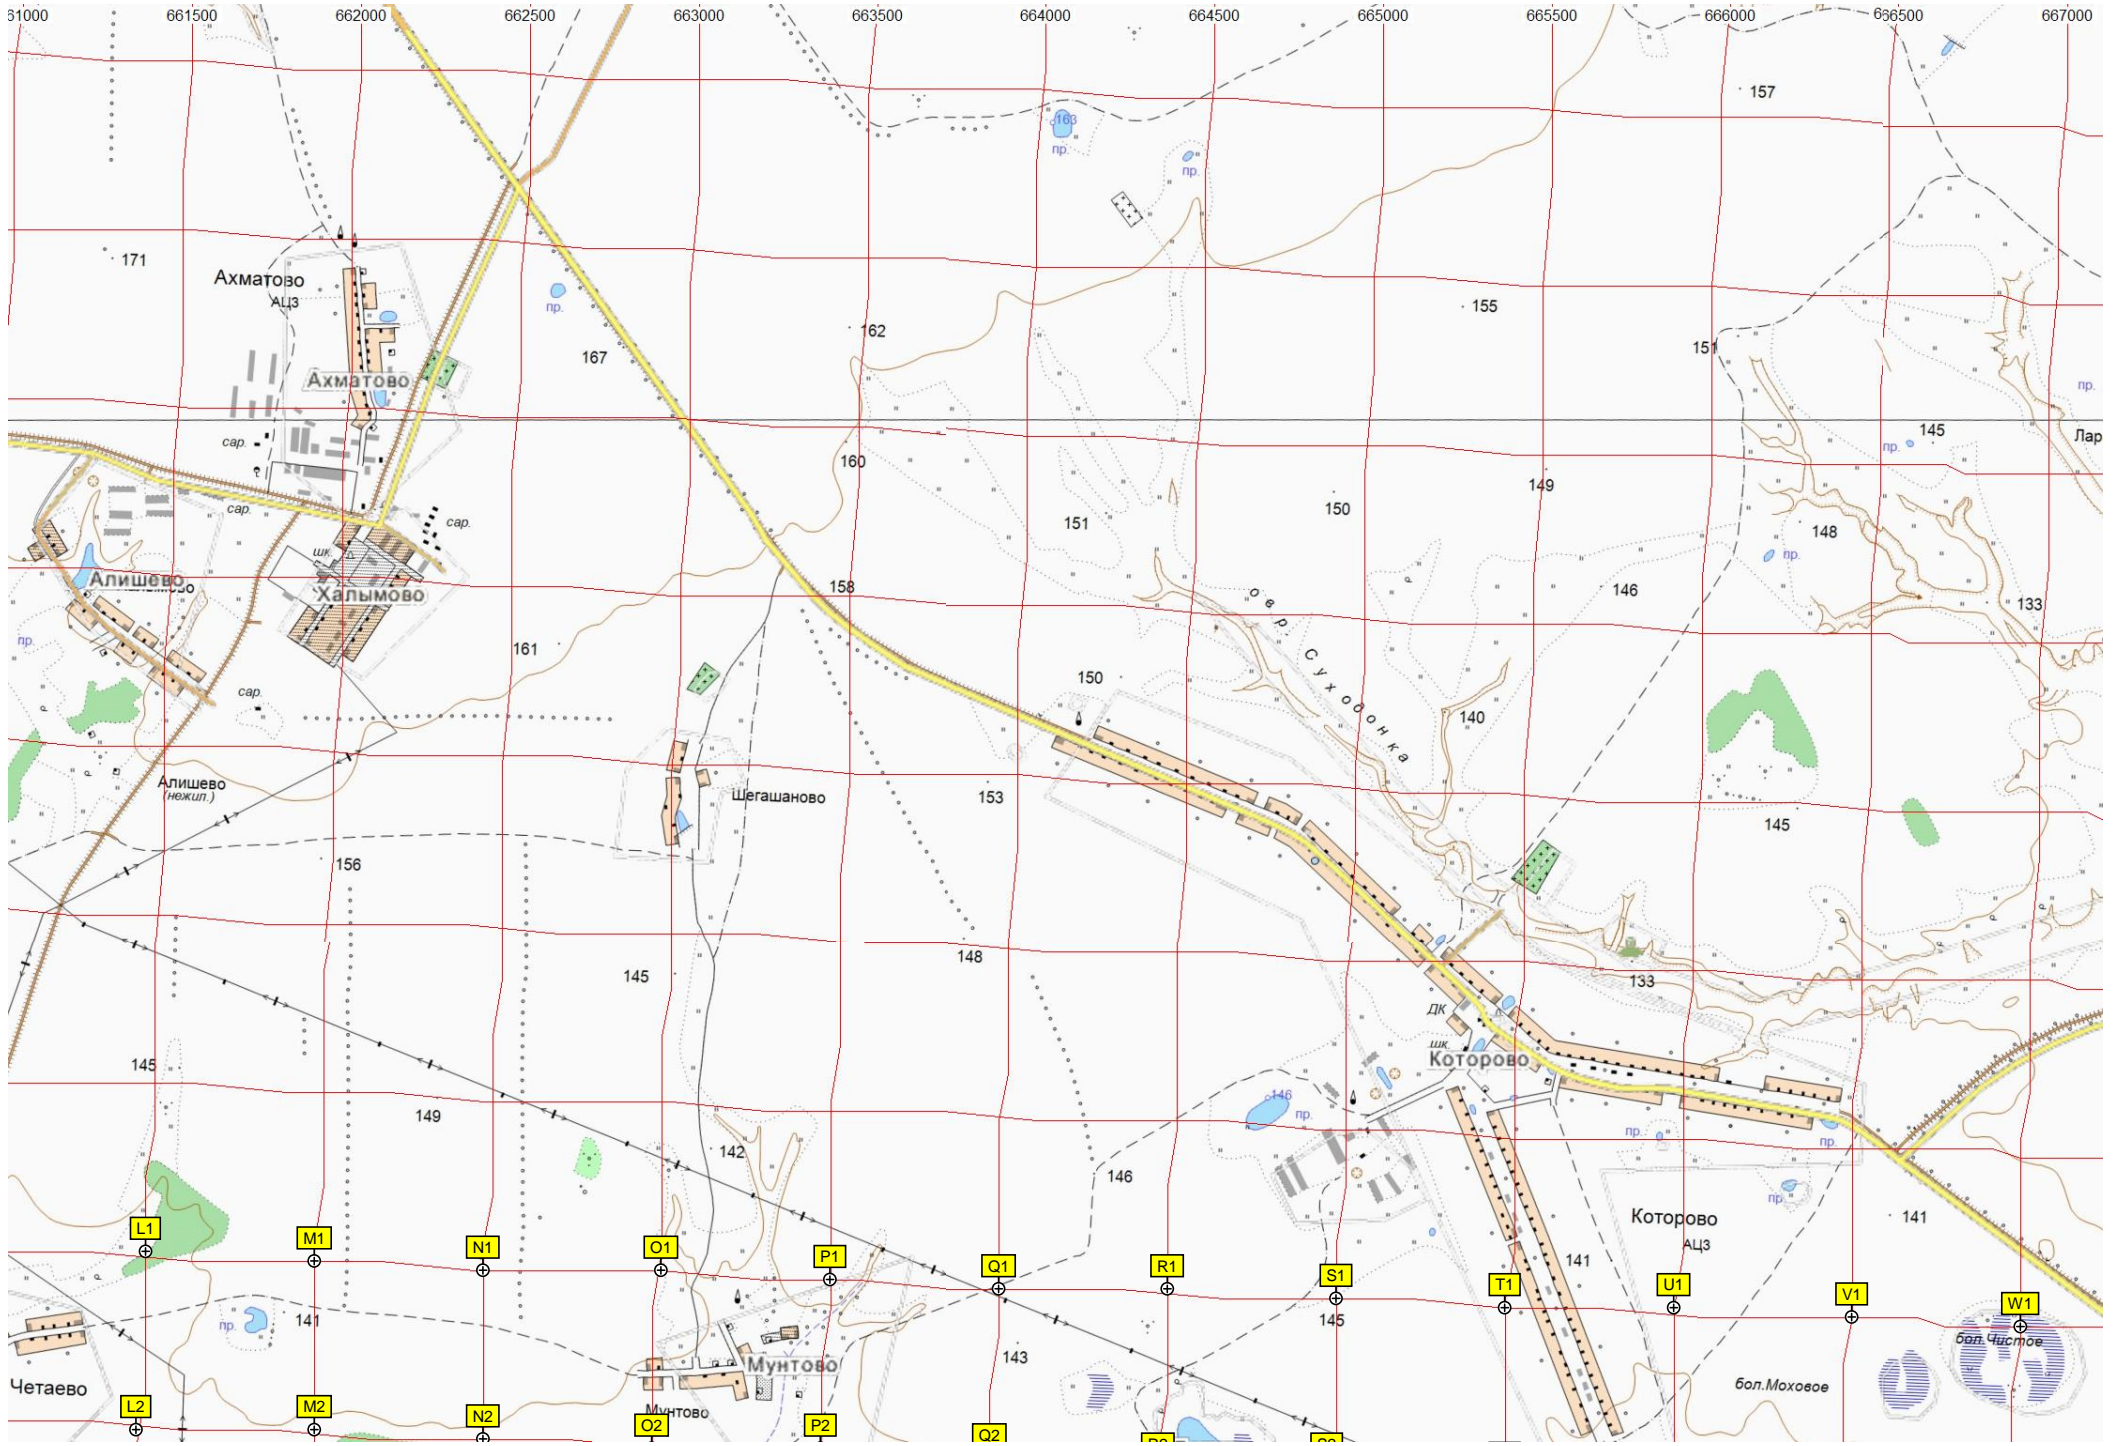 61000 661500 662000 662500 663000 663500 664000 664500 665000 665500 666000 666500 667000
157
163
пр.
пр.
171
Ахматово
АЦЗ
пр.
155
162
167
151
Ахматово
пр.
145
Лар
сар.
160
149
150
сар.
сар.
151
148
шк.
пр.
Алишево
Халымово
158
ов р. Суходонка
146
133
пр.
161
150
сар.
140
Алишево
(нежил.)
Шегашаново
153
145
156
148
145
133
ДК
шк.
Которово
145
149
146
пр.
142
пр.
пр.
146
пр.
Которово
АЦЗ
141
L1
M1
N1
O1
P1
Q1
R1
S1
T1
U1
V1
W1
141
пр.
141
145
143
бол.Чистое
Мунтово
Четаево
бол.Моховое
Мунтово
L2
M2
N2
O2
P2
Q2